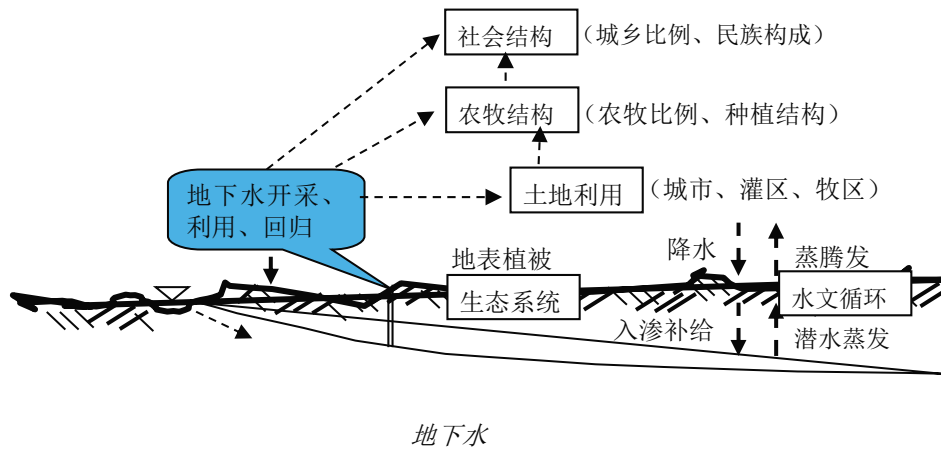 社会结构 （城乡比例、民族构成）
农牧结构 （农牧比例、种植结构）
地下水开采、
利用、回归
土地利用 （城市、灌区、牧区）
降水
蒸腾发
地表植被
生态系统
水文循环
入渗补给
潜水蒸发
地下水